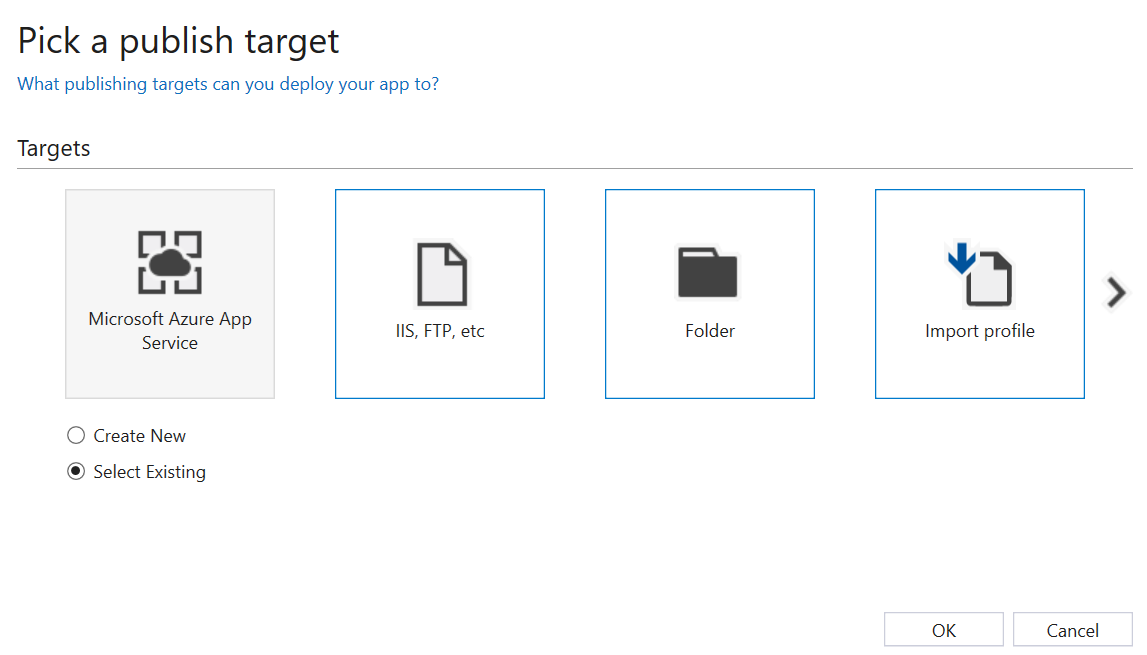 Pick a publish target
What publishing targets can you deploy your app to?
Targets
Microsoft Azure App
Service
IIS, FTP, etc
Folder
Import profile
Create New
Select Existing
OK
Cancel